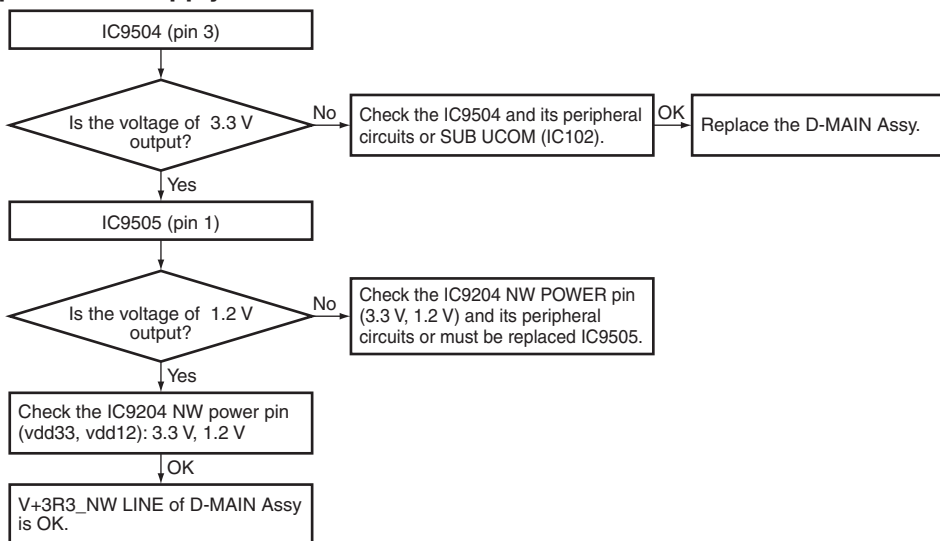 IC9504 (pin 3)
Is the voltage of 3.3 V
output?
No
Check the IC9504 and its peripheral
circuits or SUB UCOM (IC102).
OK
Replace the D-MAIN Assy.
Yes
IC9505 (pin 1)
Is the voltage of 1.2 V
output?
No
Check the IC9204 NW POWER pin
(3.3 V, 1.2 V) and its peripheral
circuits or must be replaced IC9505.
Yes
Check the IC9204 NW power pin
(vdd33, vdd12): 3.3 V, 1.2 V
OK
V+3R3_NW LINE of D-MAIN Assy
is OK.